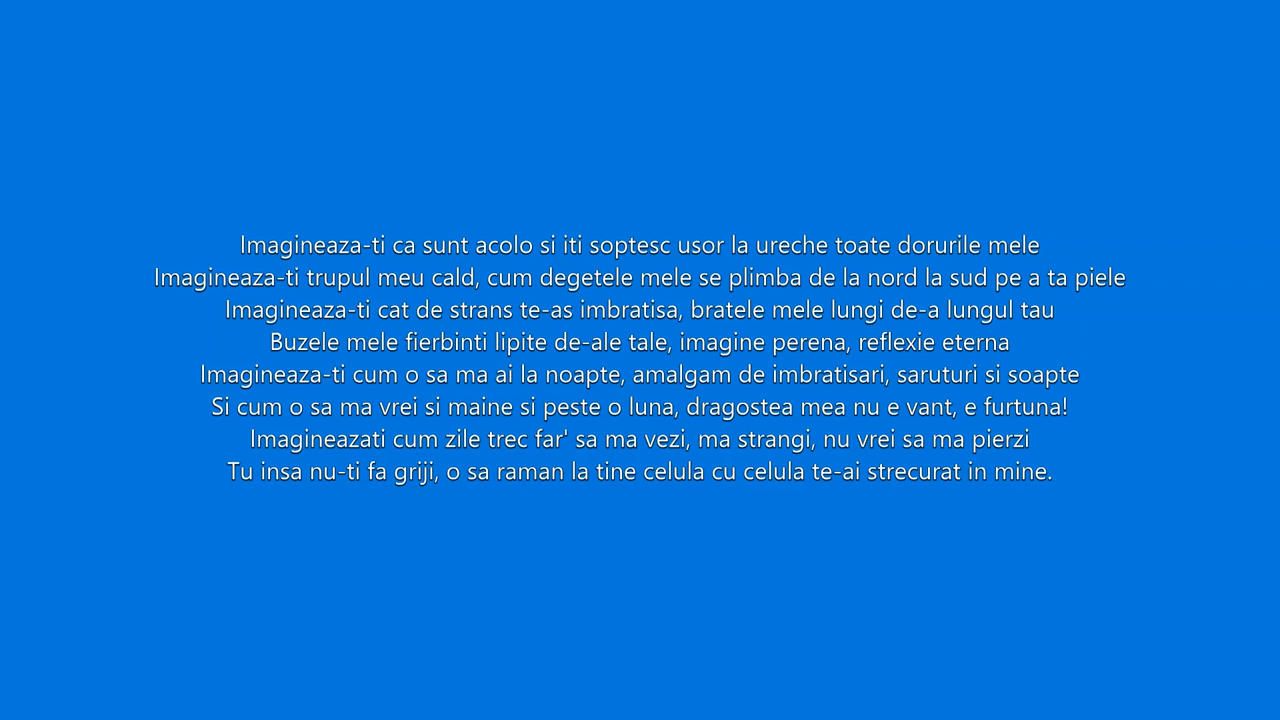 Imagineaza-ti ca sunt acolo si iti soptesc usor la ureche toate dorurile mele
Imagineaza-ti trupul meu cald, cum degetele mele se plimba de la nord la sud pe a ta piele
Imagineaza-ti cat de strans te-as imbratisa, bratele mele lungi de-a lungul tau
Buzele mele fierbinti lipite de-ale tale, imagine perena, reflexie eterna
Imagineaza-ti cum o sa ma ai la noapte, amalgam de imbratisari, saruturi si soapte
Si cum o sa ma vrei si maine si peste o luna, dragostea mea nu e vant, e furtuna!
Imagineazati cum zile trec far' sa ma vezi, ma strangi, nu vrei sa ma pierzi
Tu insa nu-ti fa griji, o sa raman la tine celula cu celula te-ai strecurat in mine.